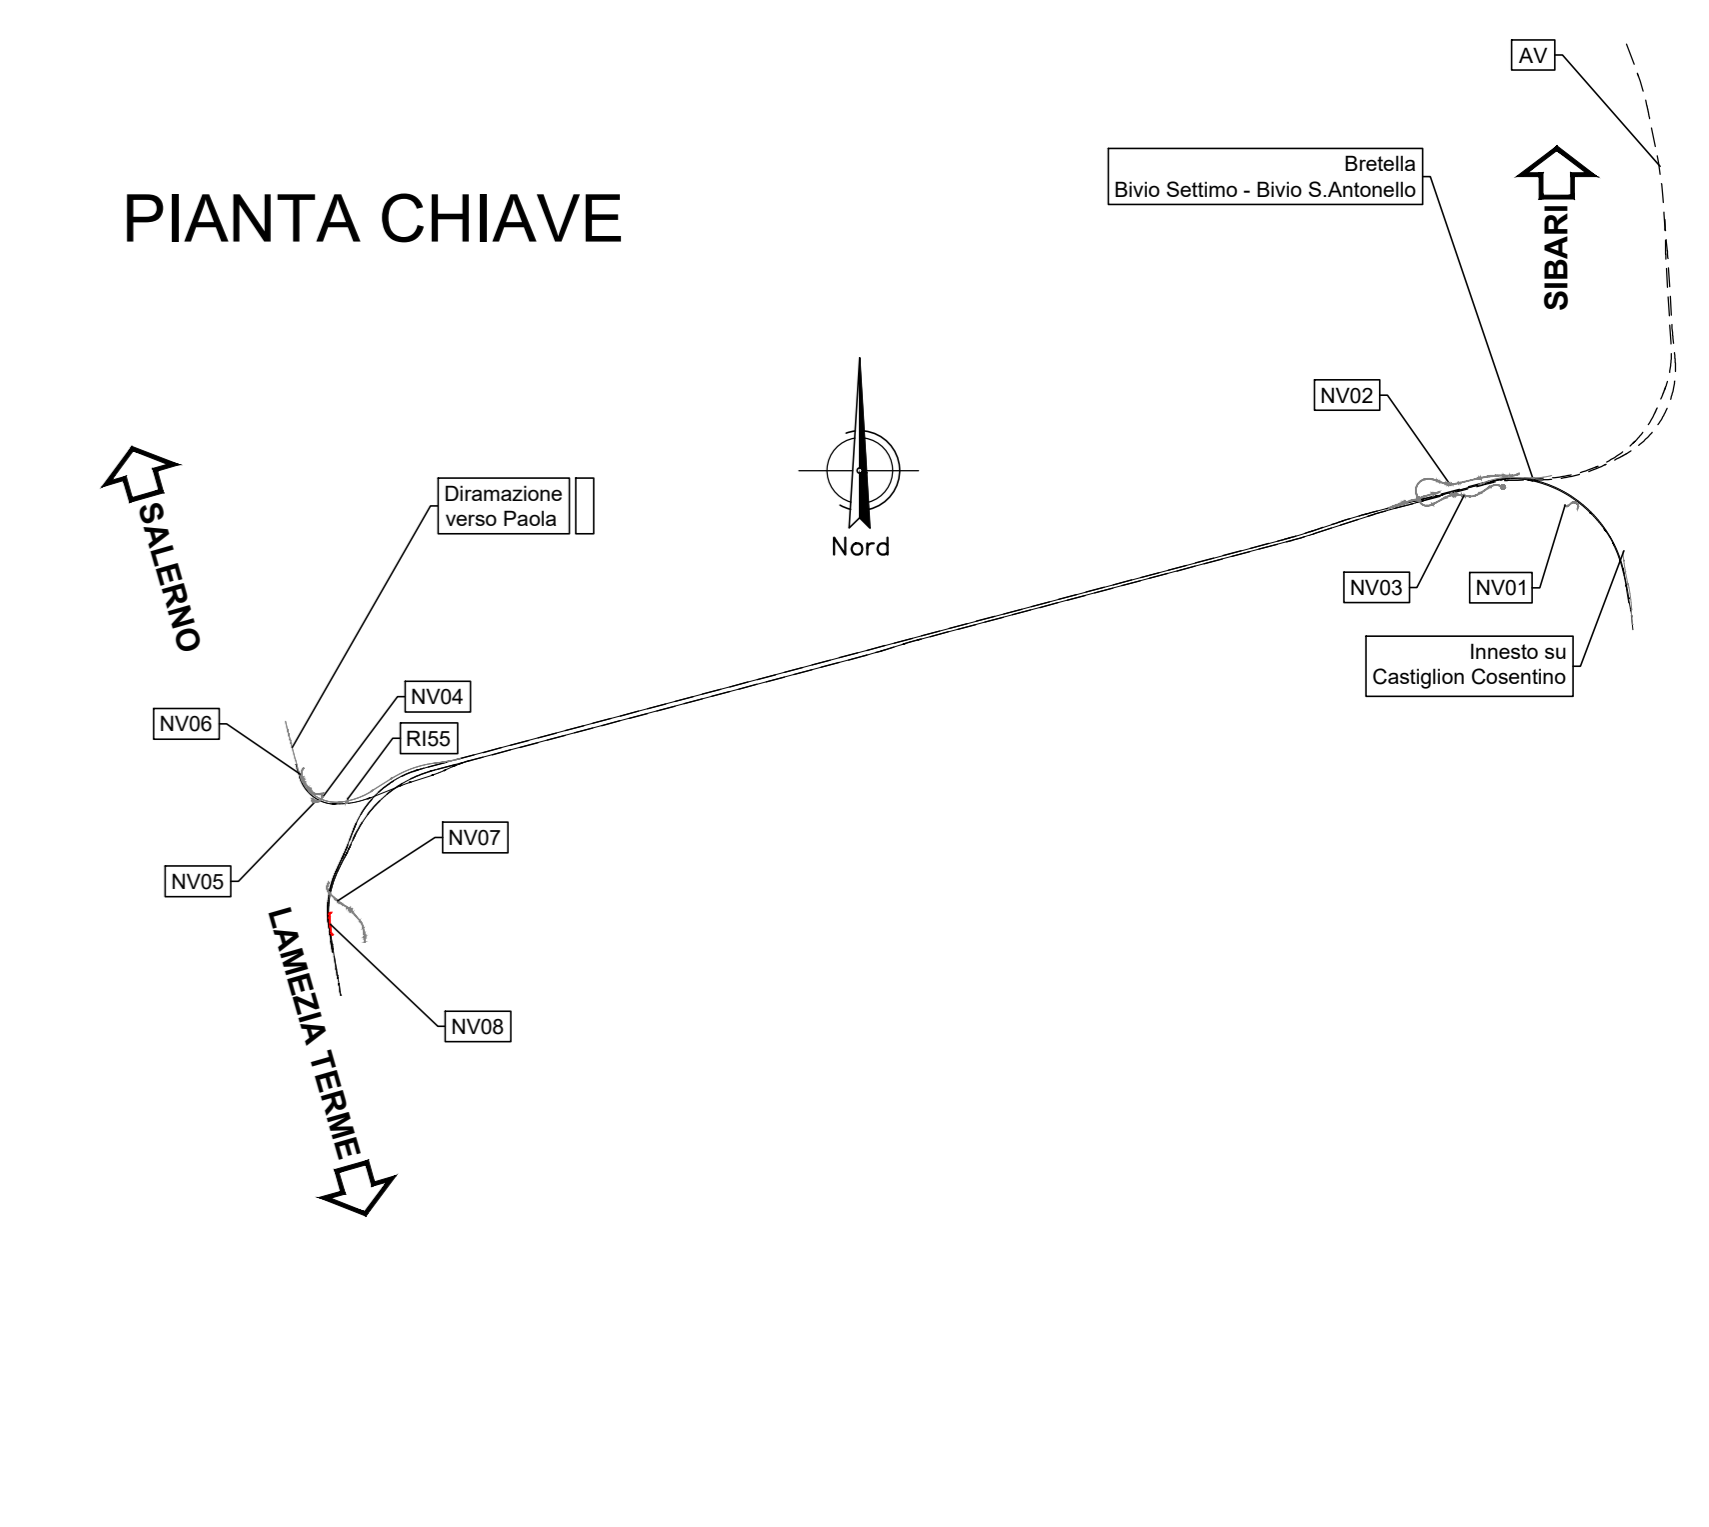 AV
Bretella
Bivio Settimo - Bivio S.Antonello
PIANTA CHIAVE
SIBARI
NV02
Diramazione
verso Paola
SALERNO
Nord
NV03
NV01
Innesto su
Castiglion Cosentino
NV04
NV06
RI55
NV07
NV05
LAMEZIA TERME
NV08